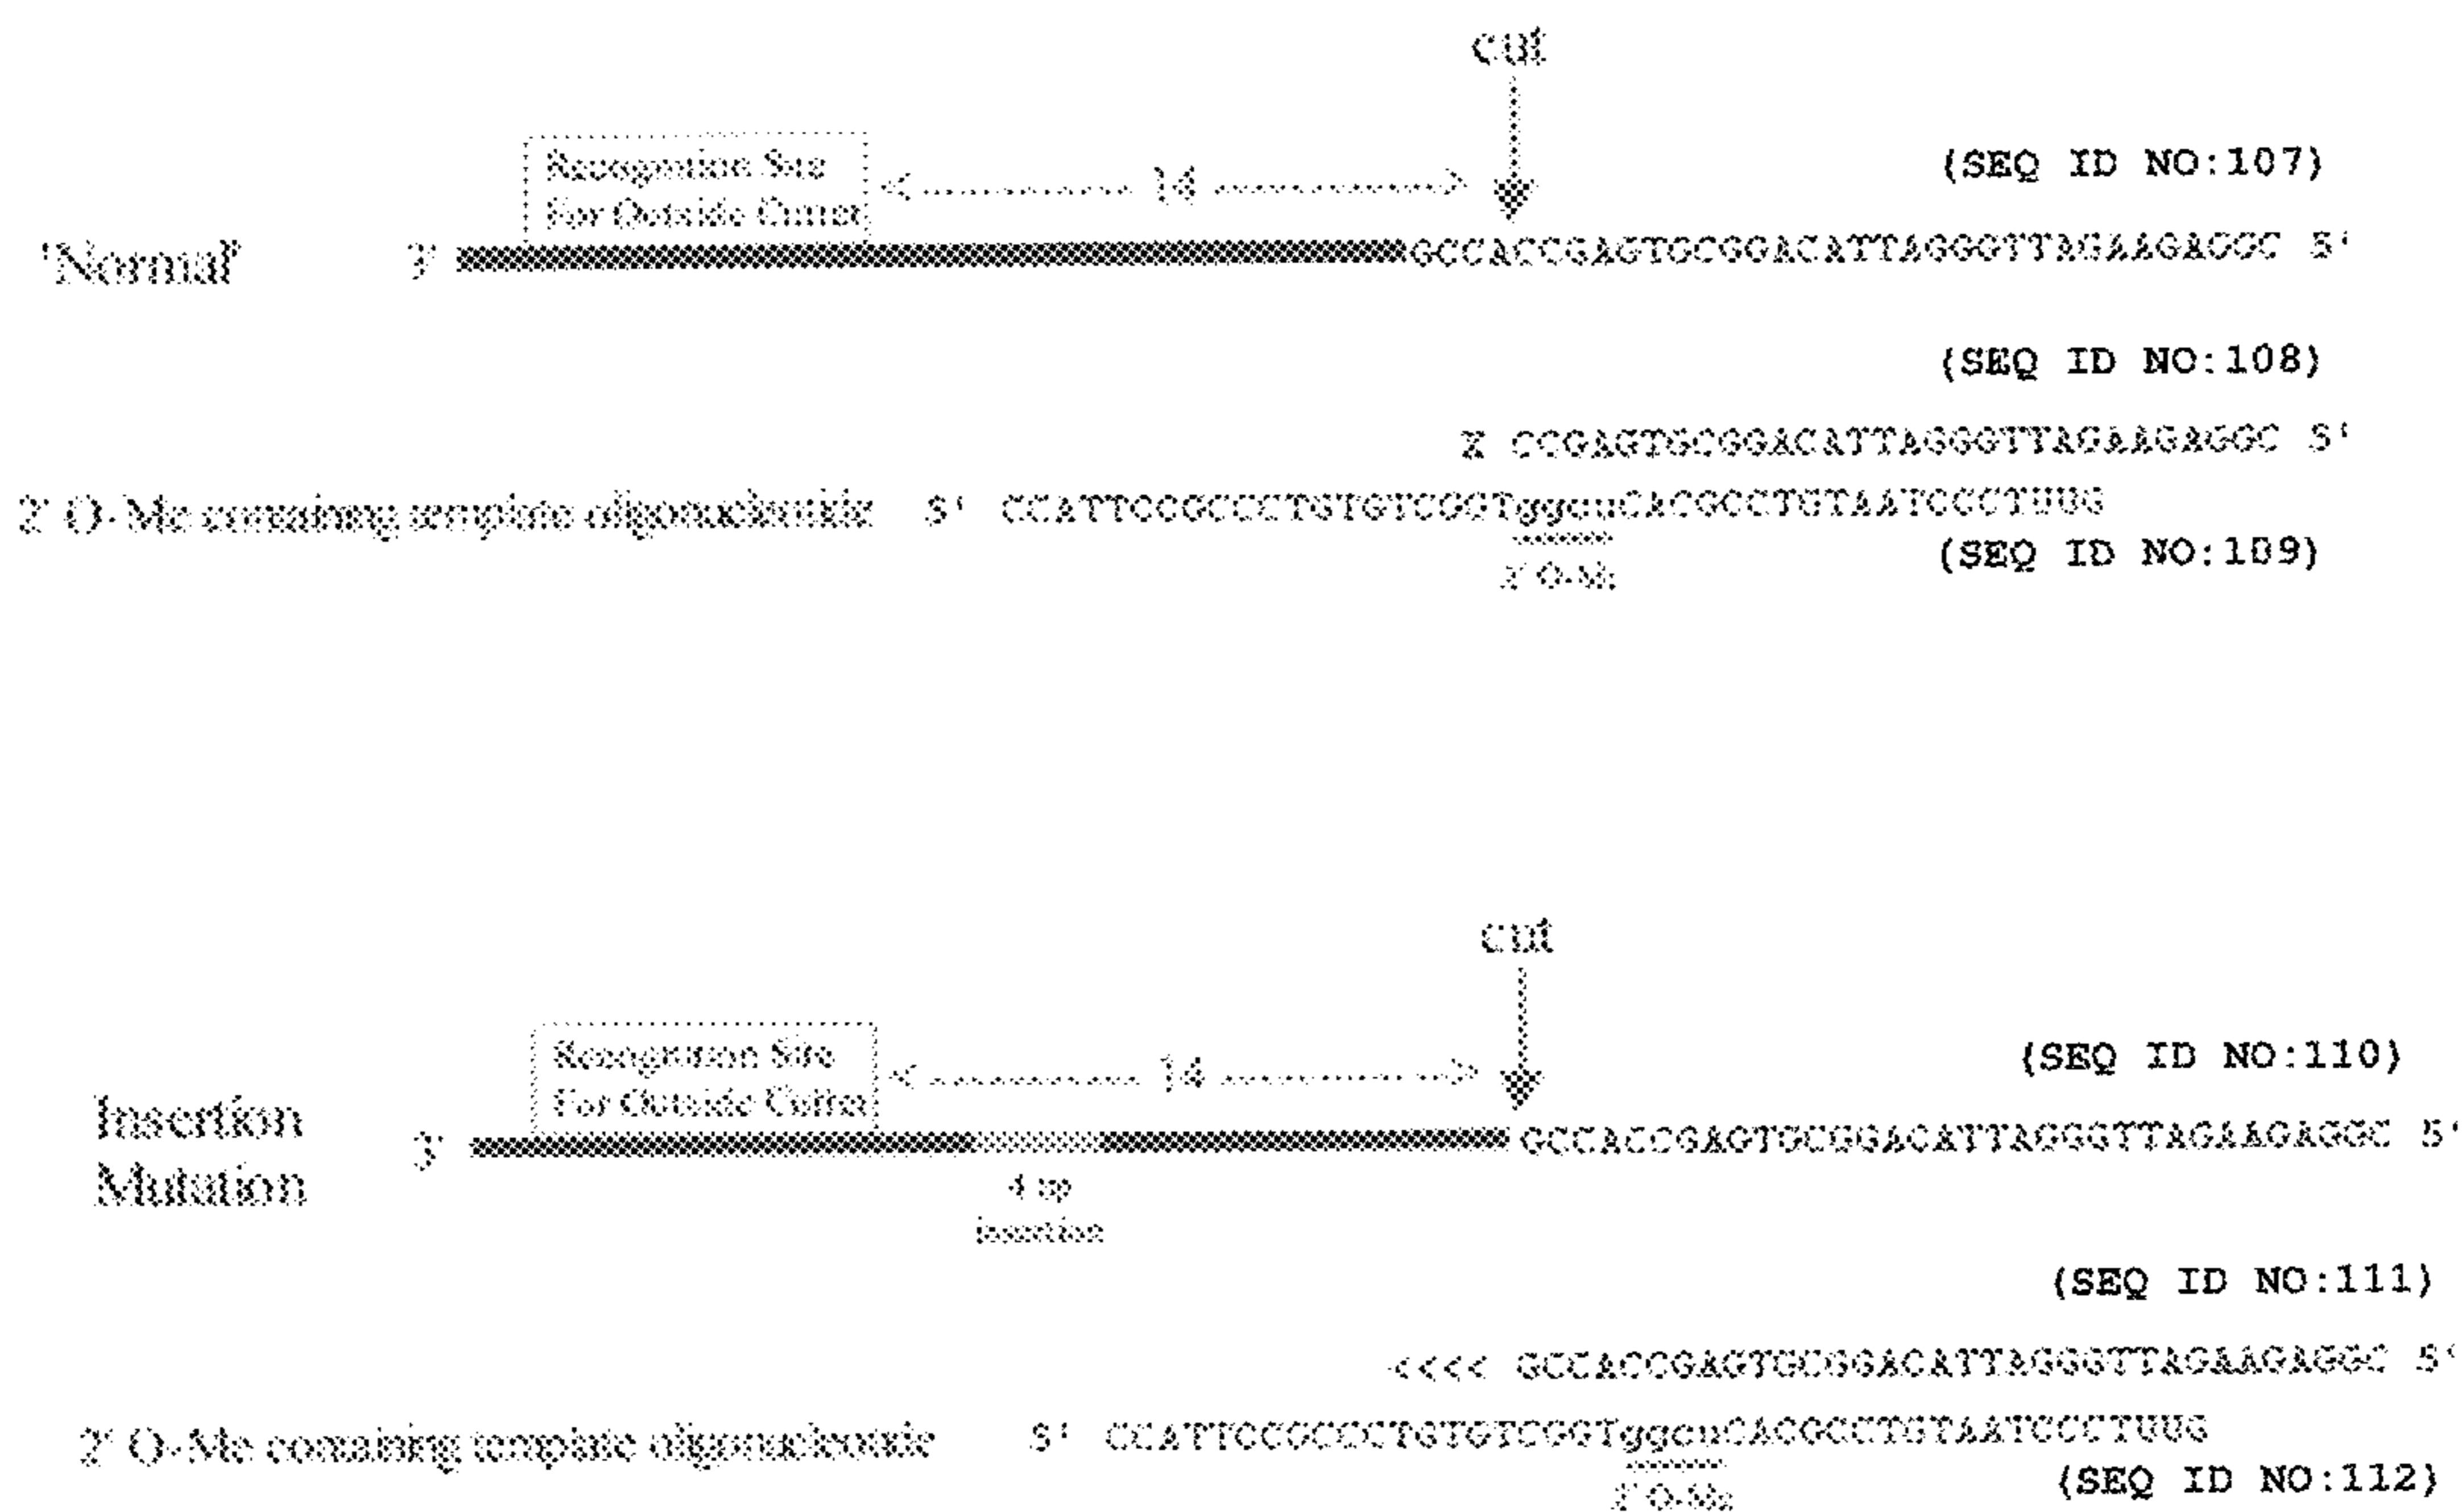 cut
(SEQ ID NO:107)
Recognition Site
For Outside Cutter
<------------ 14 ------------>
'Normal' 3' GCCACCGAGTGCGGACATTAGGGTTAGAAGAGGC 5'
(SEQ ID NO:108)
X CCGAGTGCGGACATTAGGGTTAGAAGAGGC 5'
2' O-Me containing template oligonucleotide 5' CCATTCCCGCCCTGTGTCGGTggcuCACGCCTGTAATCCCTUUG
2' O-Me
(SEQ ID NO:109)
cut
(SEQ ID NO:110)
Recognition Site
For Outside Cutter
<------------ 14 ------------>
Insertion
Mutation
3' GCCACCGAGTGCGGACATTAGGGTTAGAAGAGGC 5'
4 bp
insertion
(SEQ ID NO:111)
<<<< GCCACCGAGTGCGGACATTAGGGTTAGAAGAGGC 5'
2' O-Me containing template oligonucleotide 5'
2' O-Me
(SEQ ID NO:112)